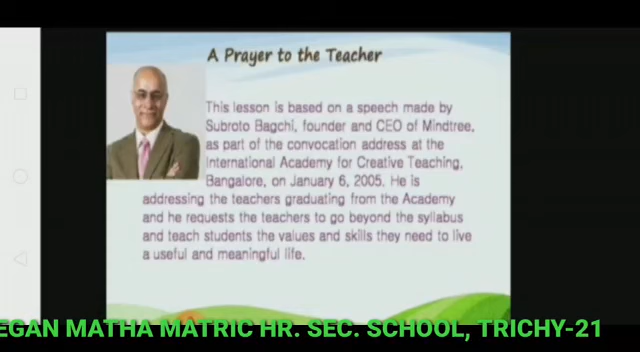 A Prayer to the Teacher
This lesson is based on a speech made by
Subroto Bagchi, founder and CEO of Mindtree,
as part of the convocation address at the
International Academy for Creative Teaching,
Bangalore, on January 6, 2005. He is
addressing the teachers graduating from the Academy
and he requests the teachers to go beyond the syllabus
and teach students the values and skills they need to live
a useful and meaningful life.
EGAN MATHA MATRIC HR. SEC. SCHOOL, TRICHY-21